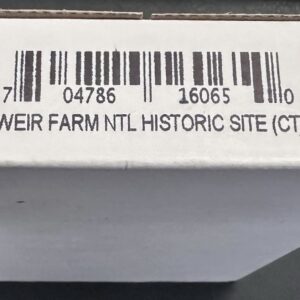 7 04786 16065 0
WEIR FARM NTL HISTORIC SITE (CT